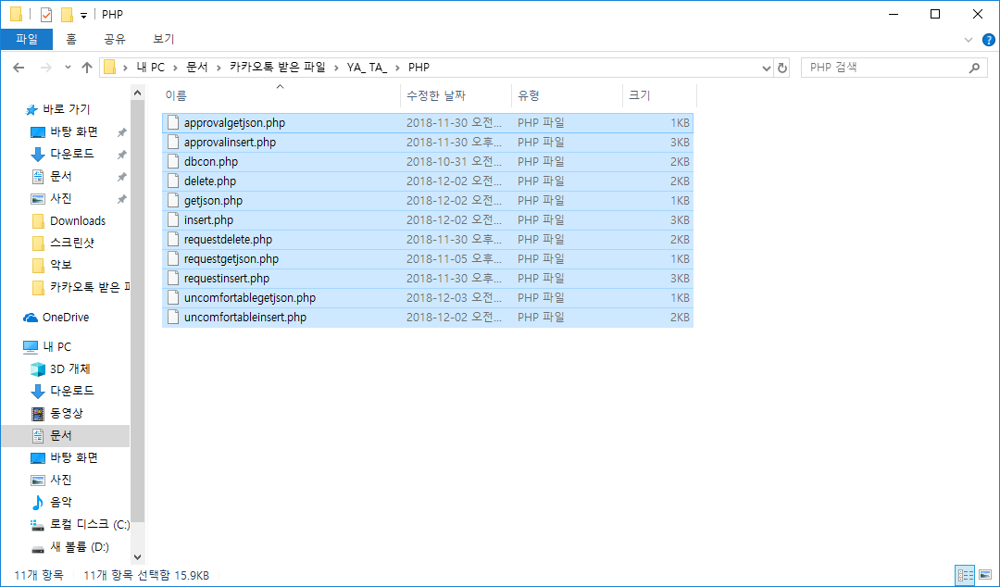 PHP
파일 홈 공유 보기
내 PC 문서 카카오톡 받은 파일 YA_ TA_ PHP PHP 검색
이름 수정한 날짜 유형 크기
바로 가기
바탕 화면
다운로드
문서
사진
Downloads
스크린샷
악보
카카오톡 받은 파
OneDrive
내 PC
3D 개체
다운로드
동영상
문서
바탕 화면
사진
음악
로컬 디스크 (C:)
새 볼륨 (D:)
approvalgetjson.php 2018-11-30 오전... PHP 파일 1KB
approvalinsert.php 2018-11-30 오후... PHP 파일 3KB
dbcon.php 2018-10-31 오전... PHP 파일 2KB
delete.php 2018-12-02 오전... PHP 파일 2KB
getjson.php 2018-12-02 오전... PHP 파일 1KB
insert.php 2018-12-02 오전... PHP 파일 3KB
requestdelete.php 2018-11-30 오후... PHP 파일 2KB
requestgetjson.php 2018-11-05 오전... PHP 파일 1KB
requestinsert.php 2018-11-30 오후... PHP 파일 3KB
uncomfortablegetjson.php 2018-12-03 오전... PHP 파일 1KB
uncomfortableinsert.php 2018-12-02 오전... PHP 파일 2KB
11개 항목 11개 항목 선택함 15.9KB